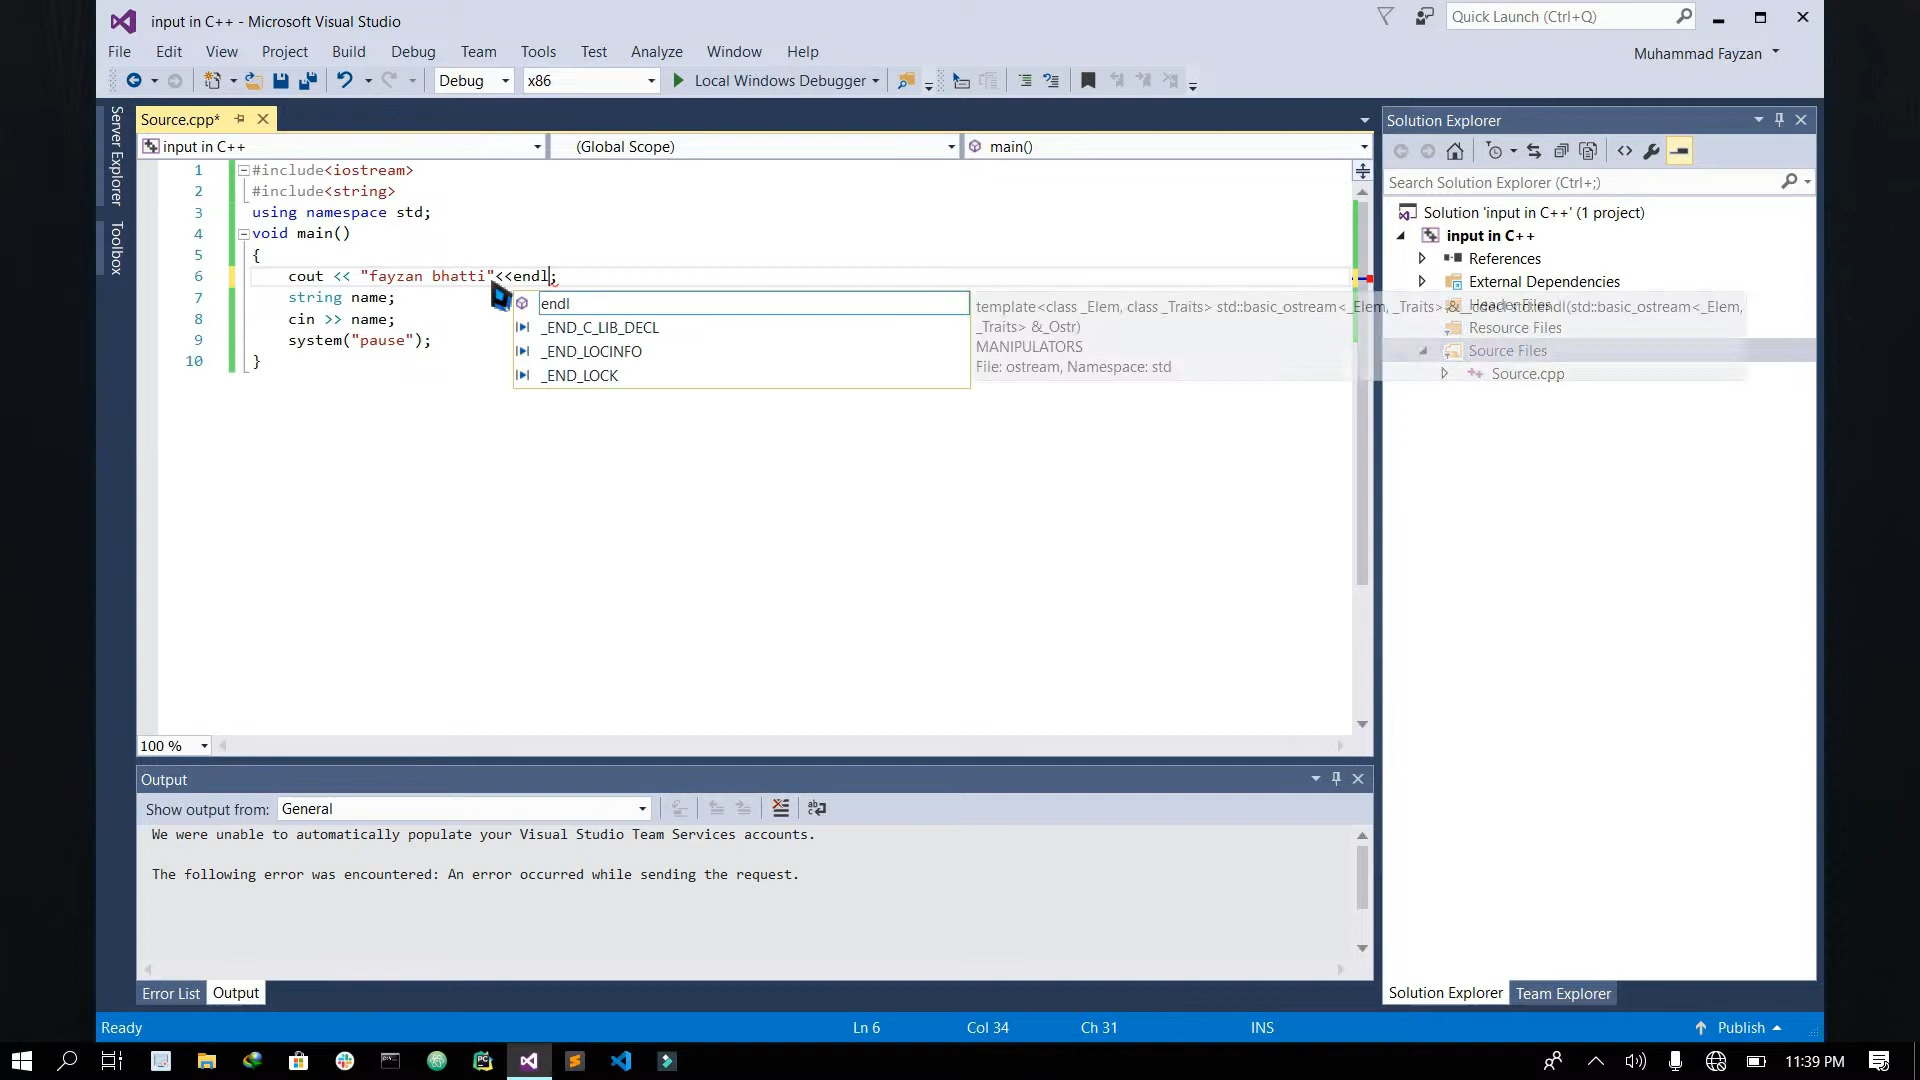 input in C++ - Microsoft Visual Studio
Quick Launch (Ctrl+Q)
File Edit View Project Build Debug Team Tools Test Analyze Window Help
Muhammad Fayzan
Debug x86 Local Windows Debugger
Server Explorer
Toolbox
Source.cpp*
input in C++ (Global Scope) main()
1 #include<iostream>
2 #include<string>
3 using namespace std;
4 void main()
5 {
6 cout << "fayzan bhatti"<<endl;
7 string name;
8 cin >> name;
9 system("pause");
10 }
endl
_END_C_LIB_DECL
_END_LOCINFO
_END_LOCK
template<class _Elem, class _Traits> std::basic_ostream<_Elem, _Traits> &__cdecl std::endl(std::basic_ostream<_Elem,
_Traits> &_Ostr)
MANIPULATORS
File: ostream, Namespace: std
100 %
Solution Explorer
Search Solution Explorer (Ctrl+;)
Solution 'input in C++' (1 project)
input in C++
References
External Dependencies
Header Files
Resource Files
Source Files
Source.cpp
Output
Show output from: General
We were unable to automatically populate your Visual Studio Team Services accounts.
The following error was encountered: An error occurred while sending the request.
Error List Output
Solution Explorer Team Explorer
Ready Ln 6 Col 34 Ch 31 INS Publish
11:39 PM